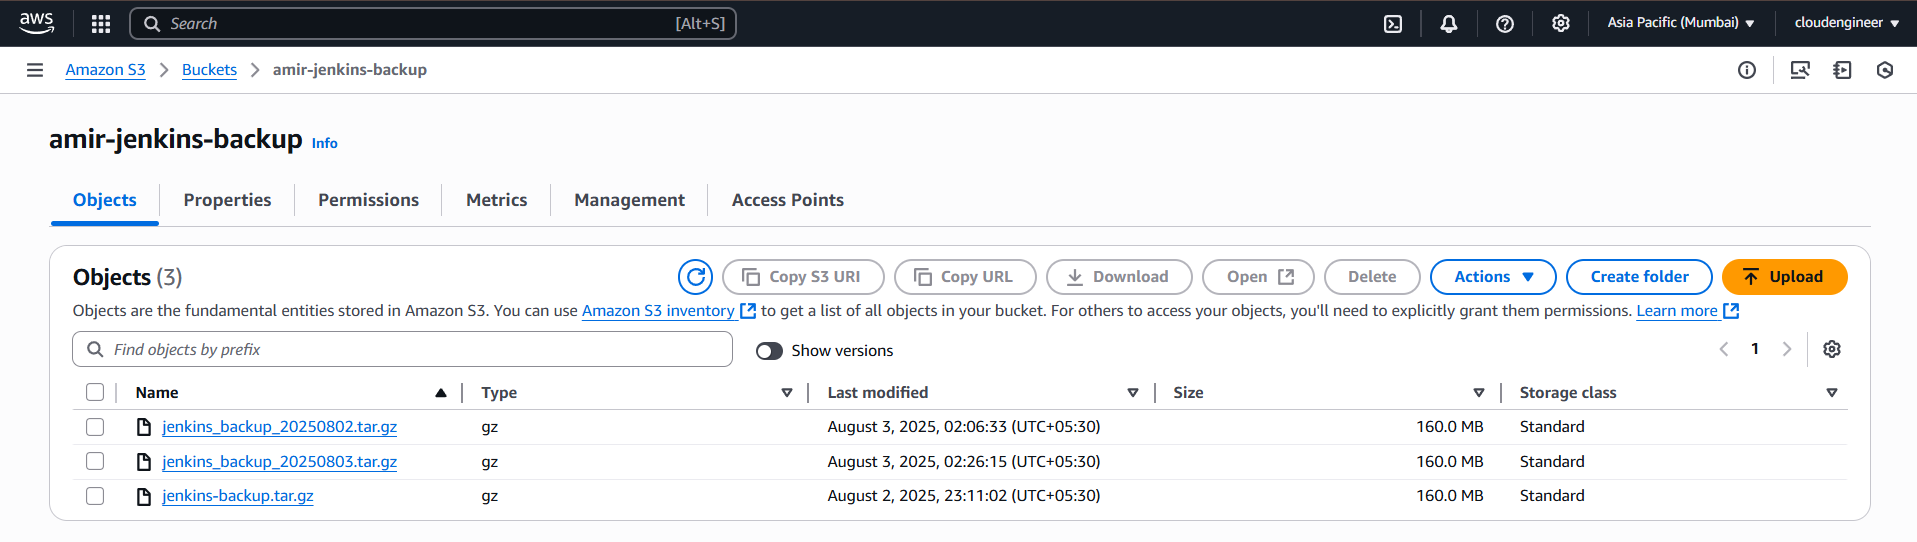 aws Search [Alt+S] Asia Pacific (Mumbai) cloudengineer
Amazon S3 Buckets amir-jenkins-backup
amir-jenkins-backup Info
Objects Properties Permissions Metrics Management Access Points
Objects (3) Copy S3 URI Copy URL Download Open Delete Actions Create folder Upload
Objects are the fundamental entities stored in Amazon S3. You can use Amazon S3 inventory to get a list of all objects in your bucket. For others to access your objects, you'll need to explicitly grant them permissions. Learn more
Find objects by prefix Show versions 1
Name Type Last modified Size Storage class
jenkins_backup_20250802.tar.gz gz August 3, 2025, 02:06:33 (UTC+05:30) 160.0 MB Standard
jenkins_backup_20250803.tar.gz gz August 3, 2025, 02:26:15 (UTC+05:30) 160.0 MB Standard
jenkins-backup.tar.gz gz August 2, 2025, 23:11:02 (UTC+05:30) 160.0 MB Standard